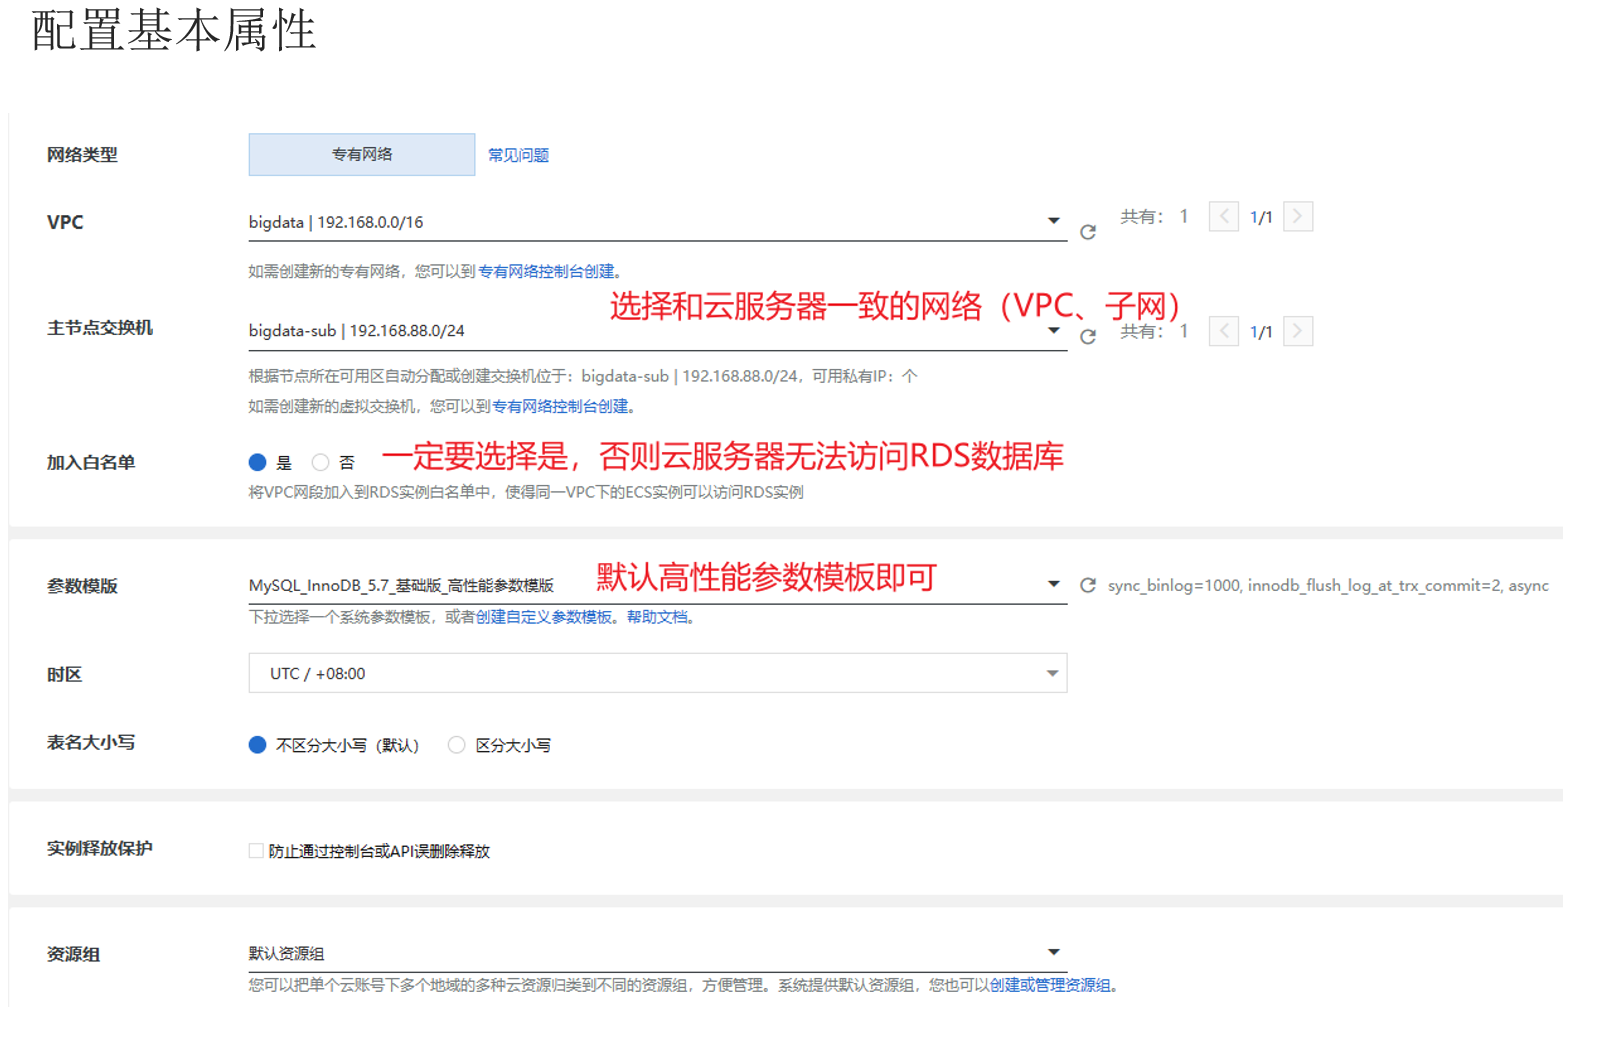 配置基本属性
网络类型 专有网络 常见问题
VPC bigdata | 192.168.0.0/16 共有： 1 1/1
如需创建新的专有网络，您可以到专有网络控制台创建。
选择和云服务器一致的网络（VPC、子网）
主节点交换机 bigdata-sub | 192.168.88.0/24 共有： 1 1/1
根据节点所在可用区自动分配或创建交换机位于：bigdata-sub | 192.168.88.0/24，可用私有IP： 个
如需创建新的虚拟交换机，您可以到专有网络控制台创建。
加入白名单 是 否 一定要选择是，否则云服务器无法访问RDS数据库
将VPC网段加入到RDS实例白名单中，使得同一VPC下的ECS实例可以访问RDS实例
参数模版 MySQL_InnoDB_5.7_基础版_高性能参数模版 默认高性能参数模板即可 sync_binlog=1000, innodb_flush_log_at_trx_commit=2, async
下拉选择一个系统参数模板，或者创建自定义参数模板。帮助文档。
时区 UTC / +08:00
表名大小写 不区分大小写（默认） 区分大小写
实例释放保护 防止通过控制台或API误删除释放
资源组 默认资源组
您可以把单个云账号下多个地域的多种云资源归类到不同的资源组，方便管理。系统提供默认资源组，您也可以创建或管理资源组。